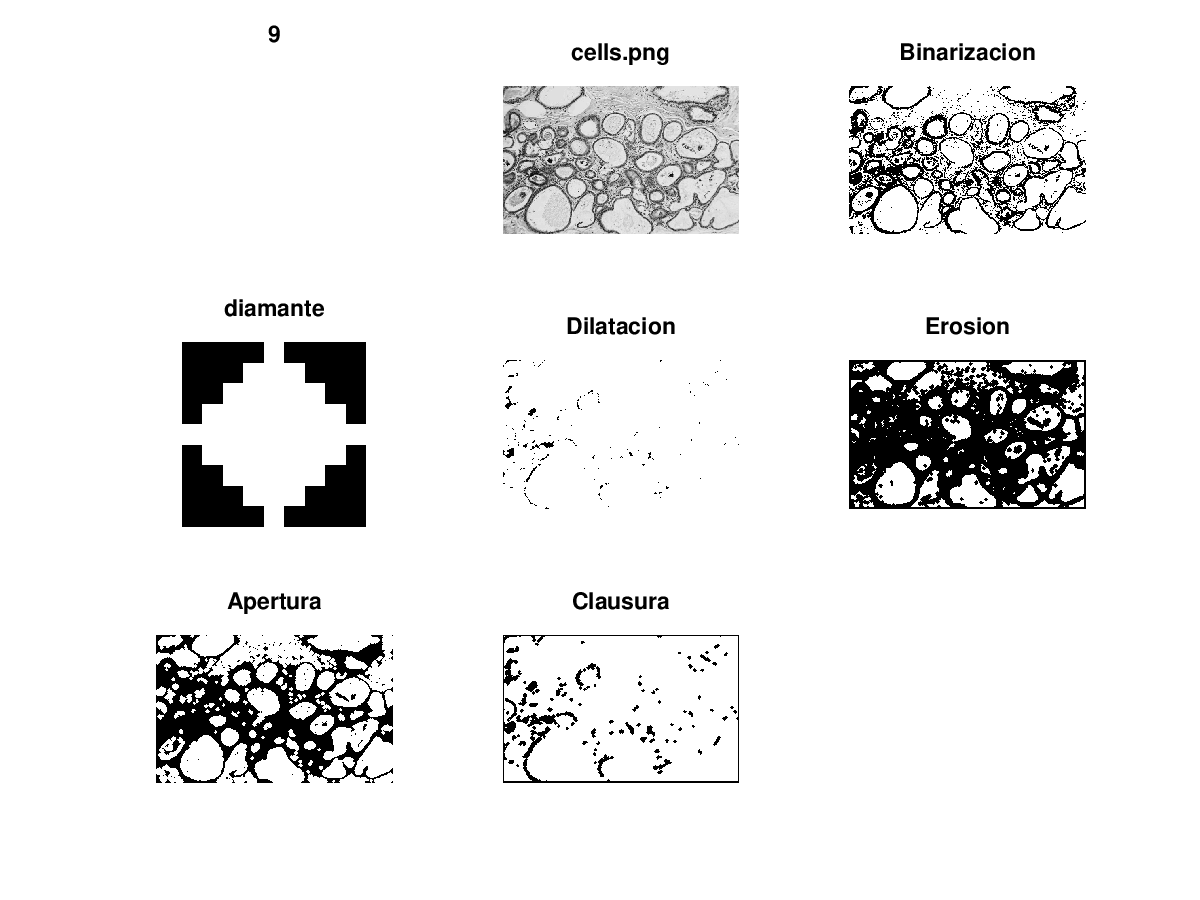 9
cells.png
Binarizacion
diamante
Dilatacion
Erosion
Apertura
Clausura